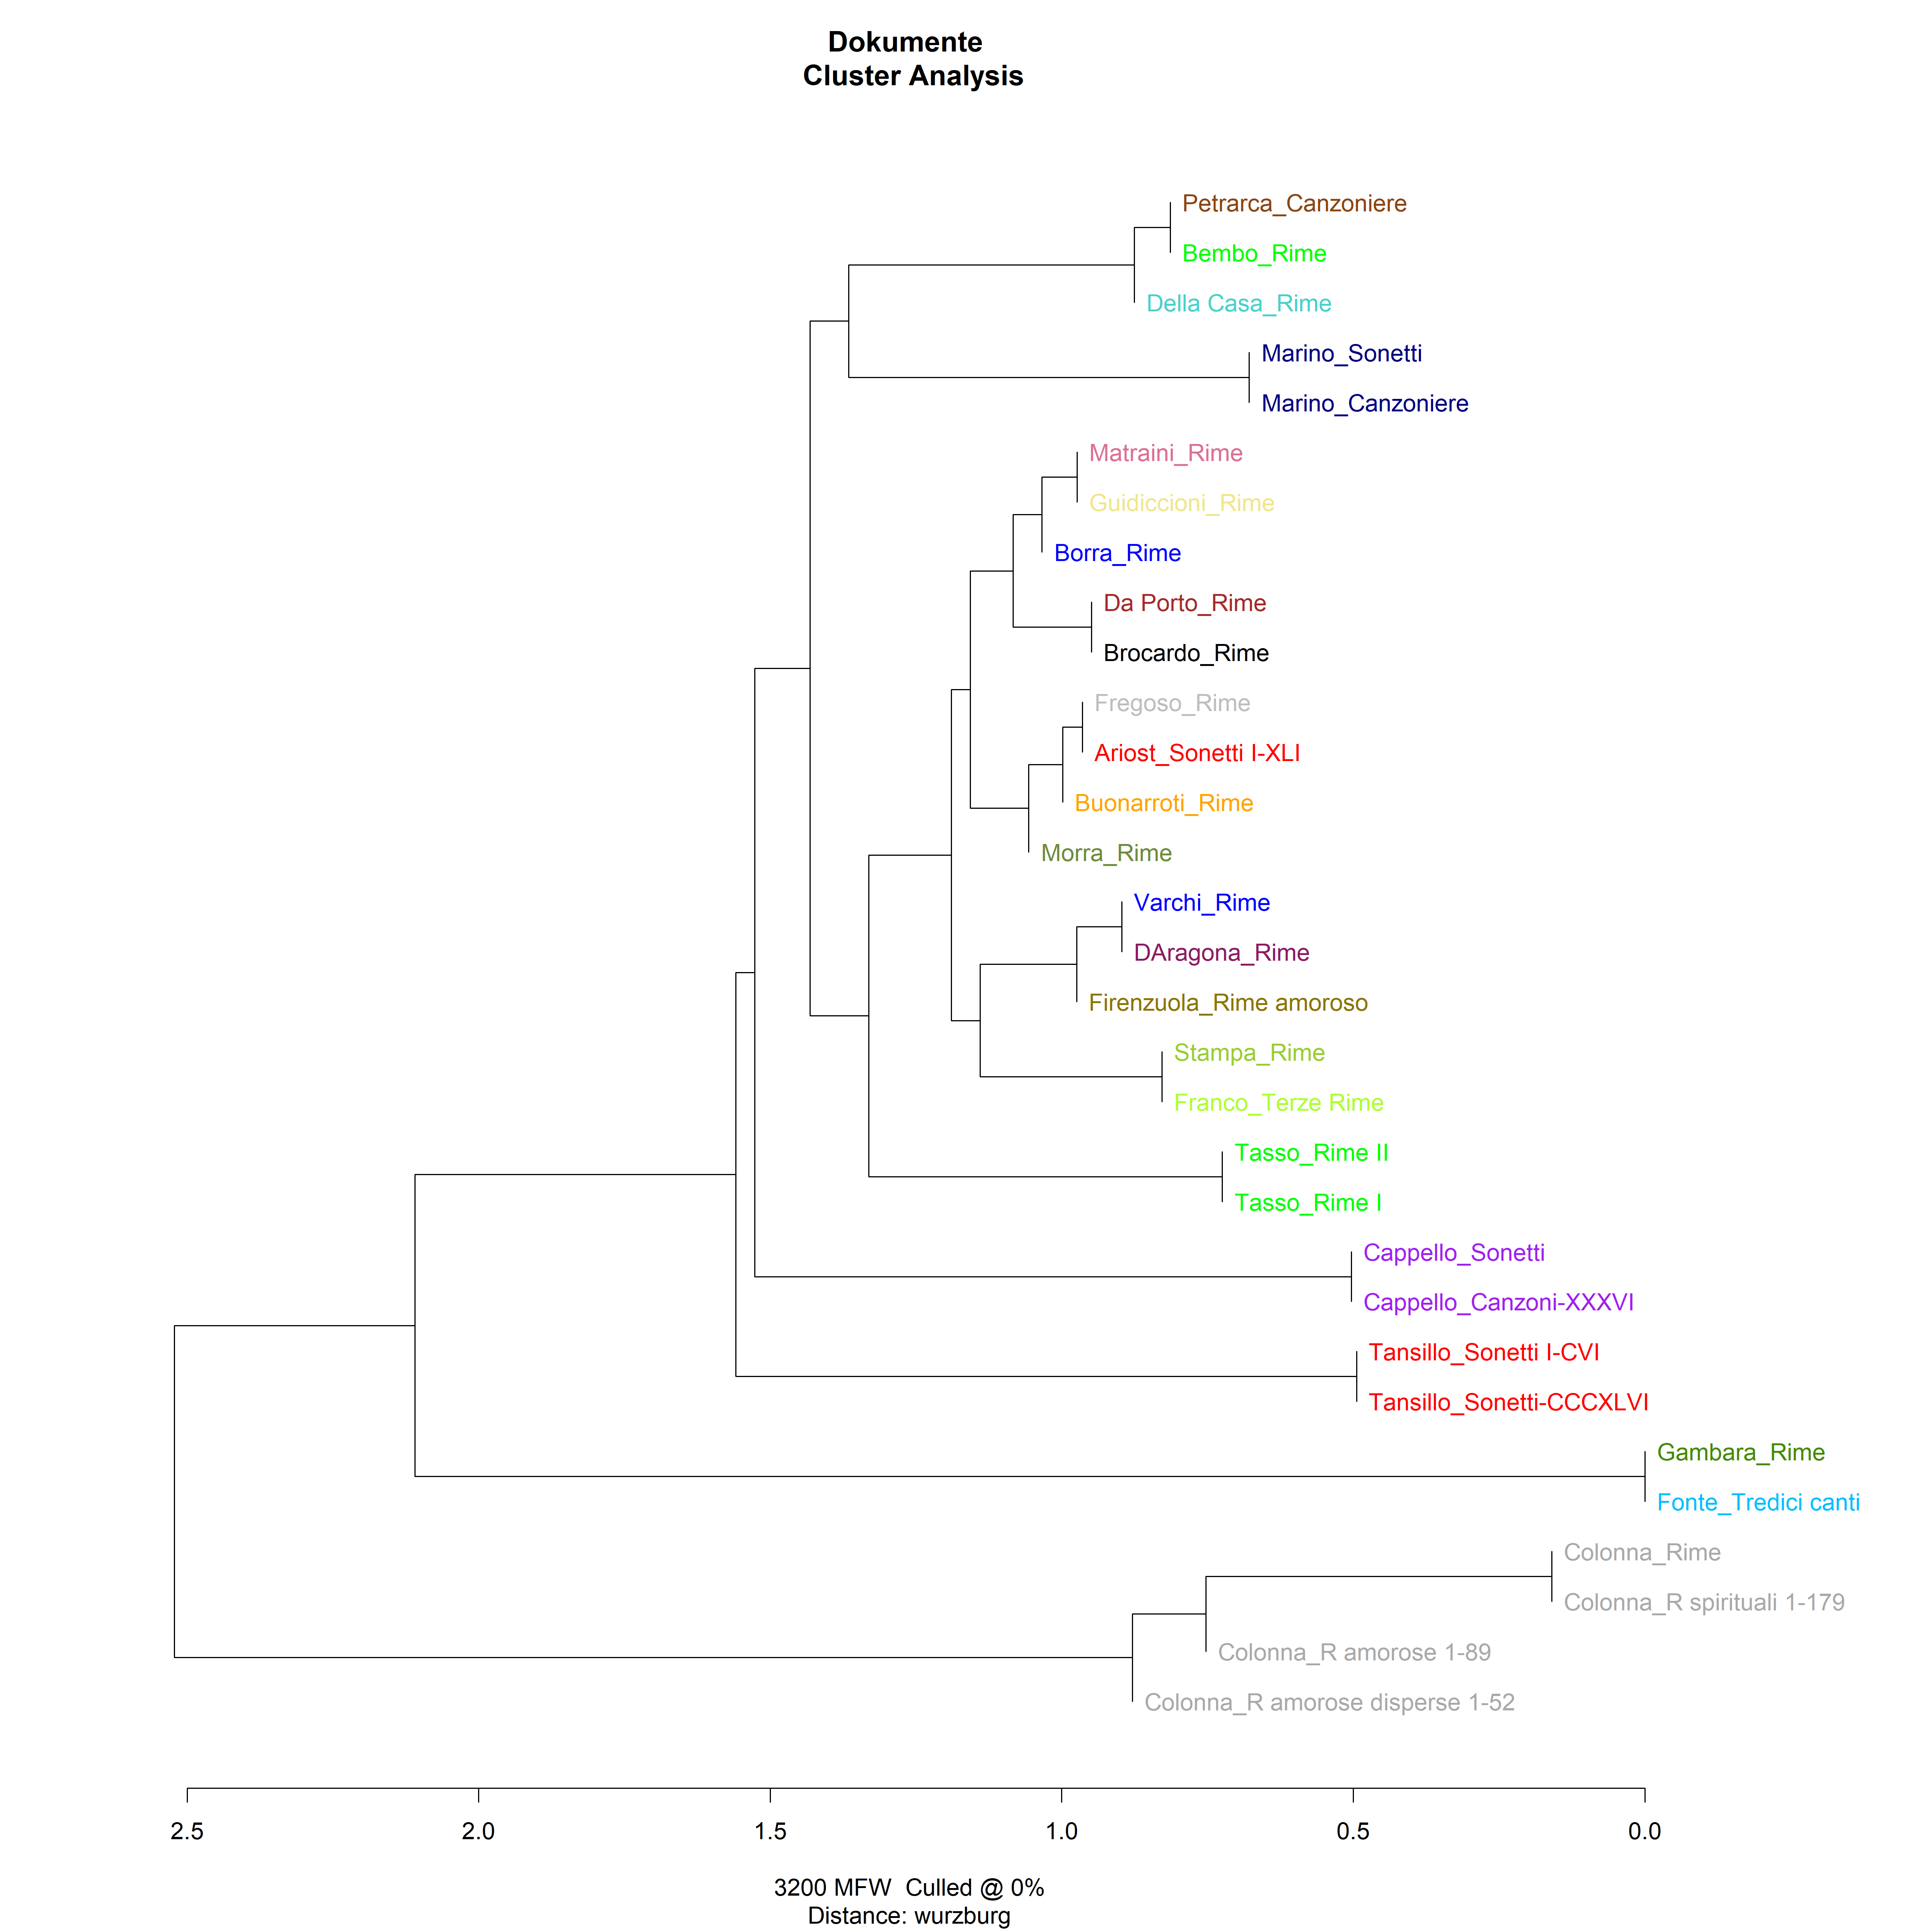 Dokumente
Cluster Analysis
Petrarca_Canzoniere
Bembo_Rime
Della Casa_Rime
Marino_Sonetti
Marino_Canzoniere
Matraini_Rime
Guidiccioni_Rime
Borra_Rime
Da Porto_Rime
Brocardo_Rime
Fregoso_Rime
Ariost_Sonetti I-XLI
Buonarroti_Rime
Morra_Rime
Varchi_Rime
DAragona_Rime
Firenzuola_Rime amoroso
Stampa_Rime
Franco_Terze Rime
Tasso_Rime II
Tasso_Rime I
Cappello_Sonetti
Cappello_Canzoni-XXXVI
Tansillo_Sonetti I-CVI
Tansillo_Sonetti-CCCXLVI
Gambara_Rime
Fonte_Tredici canti
Colonna_Rime
Colonna_R spirituali 1-179
Colonna_R amorose 1-89
Colonna_R amorose disperse 1-52
2.5 2.0 1.5 1.0 0.5 0.0
3200 MFW  Culled @ 0%
Distance: wurzburg